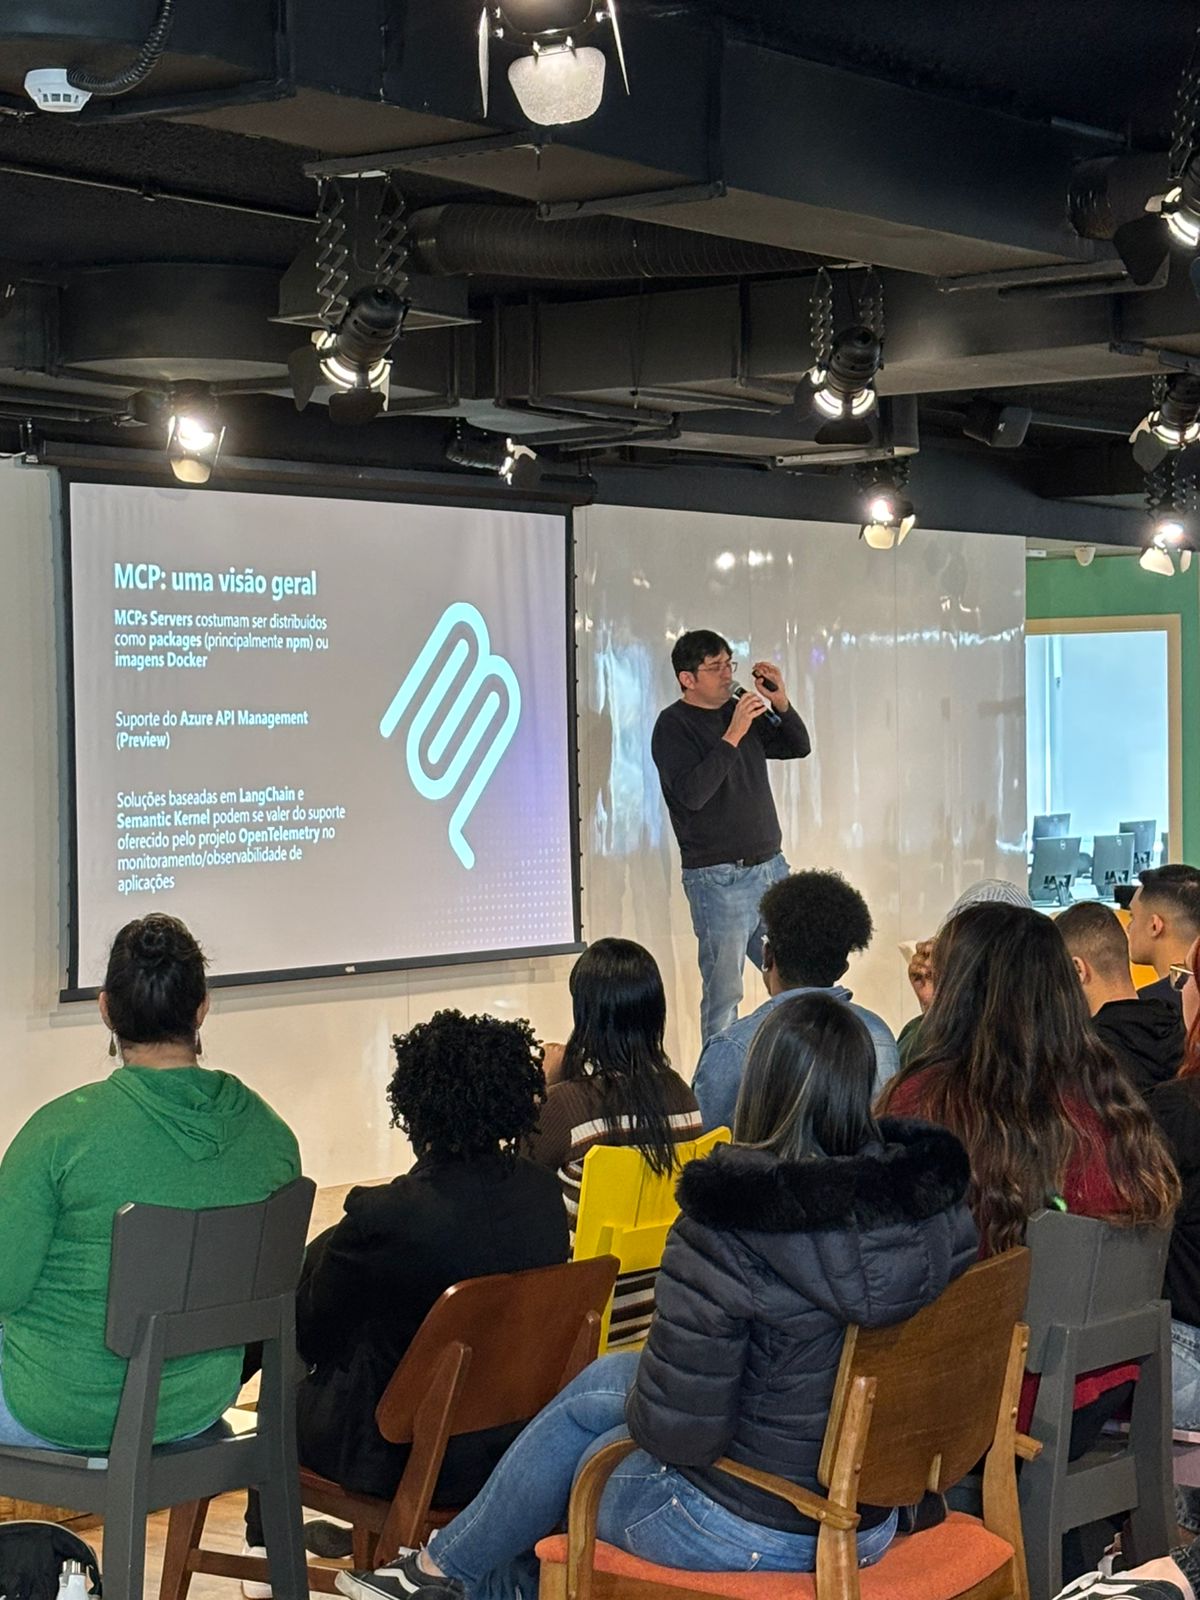 MCP: uma visão geral
MCPs Servers costumam ser distribuídos
como packages (principalmente npm) ou
imagens Docker
Suporte do Azure API Management
(Preview)
Soluções baseadas em LangChain e
Semantic Kernel podem se valer do suporte
oferecido pelo projeto OpenTelemetry no
monitoramento/observabilidade de
aplicações